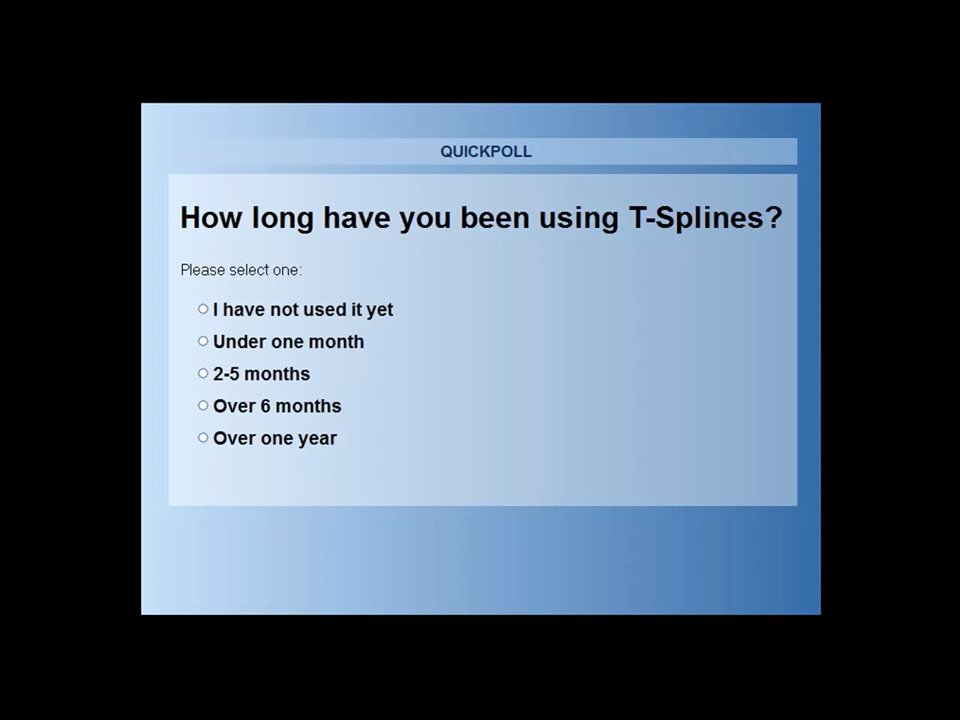 QUICKPOLL
How long have you been using T-Splines?
Please select one:
I have not used it yet
Under one month
2-5 months
Over 6 months
Over one year